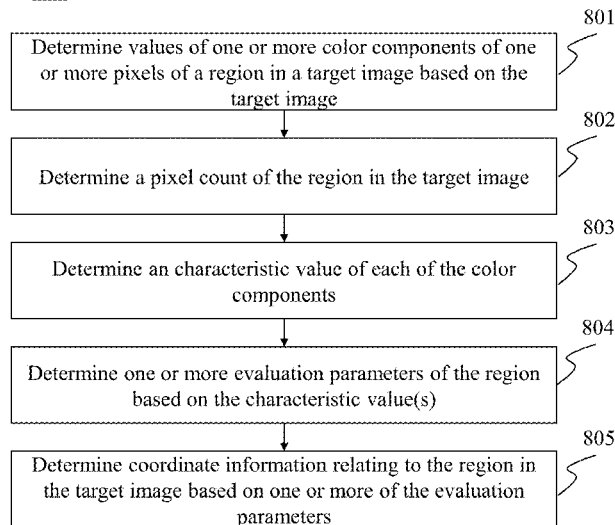 801
Determine values of one or more color components of one
or more pixels of a region in a target image based on the
target image
802
Determine a pixel count of the region in the target image
803
Determine an characteristic value of each of the color
components
804
Determine one or more evaluation parameters of the region
based on the characteristic value(s)
805
Determine coordinate information relating to the region in
the target image based on one or more of the evaluation
parameters